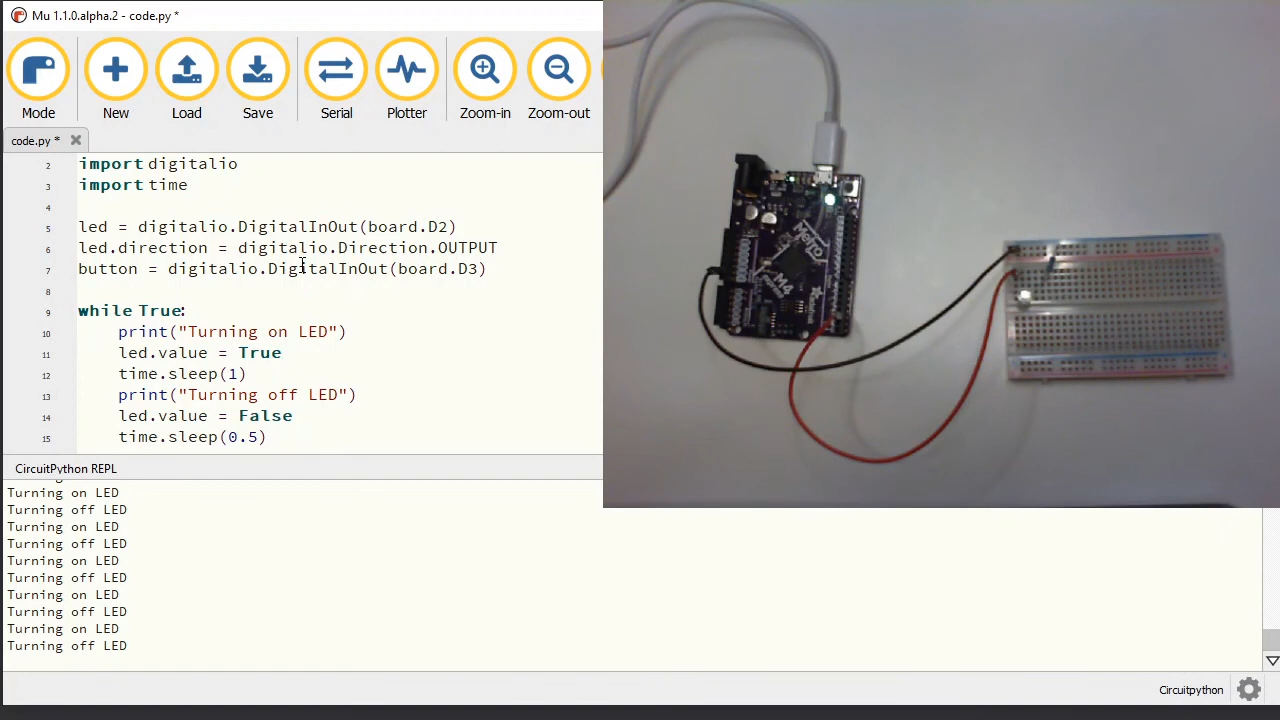 Mu 1.1.0.alpha.2 - code.py *
Mode New Load Save Serial Plotter Zoom-in Zoom-out
code.py *
2 import digitalio
3 import time
4
5 led = digitalio.DigitalInOut(board.D2)
6 led.direction = digitalio.Direction.OUTPUT
7 button = digitalio.DigitalInOut(board.D3)
8
9 while True:
10 print("Turning on LED")
11 led.value = True
12 time.sleep(1)
13 print("Turning off LED")
14 led.value = False
15 time.sleep(0.5)
CircuitPython REPL
Turning on LED
Turning off LED
Turning on LED
Turning off LED
Turning on LED
Turning off LED
Turning on LED
Turning off LED
Turning on LED
Turning off LED
Circuitpython
Metro
M4